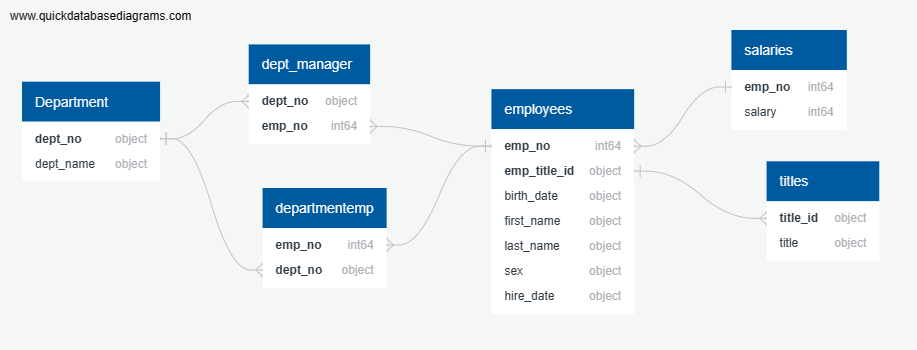 www.quickdatabasediagrams.com
Department
dept_no object
dept_name object
dept_manager
dept_no object
emp_no int64
departmentemp
emp_no int64
dept_no object
employees
emp_no int64
emp_title_id object
birth_date object
first_name object
last_name object
sex object
hire_date object
salaries
emp_no int64
salary int64
titles
title_id object
title object